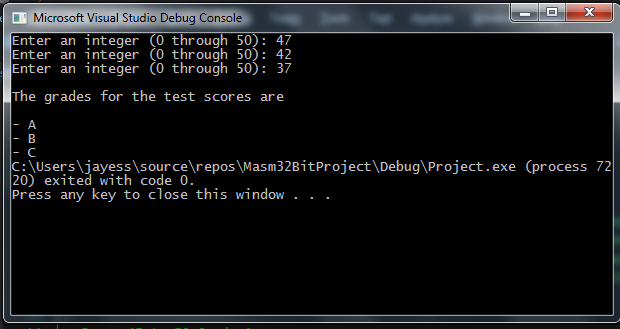 Microsoft Visual Studio Debug Console
Enter an integer (0 through 50): 47
Enter an integer (0 through 50): 42
Enter an integer (0 through 50): 37
The grades for the test scores are
- A
- B
- C
C:\Users\jayess\source\repos\Masm32BitProject\Debug\Project.exe (process 72
20) exited with code 0.
Press any key to close this window . . .